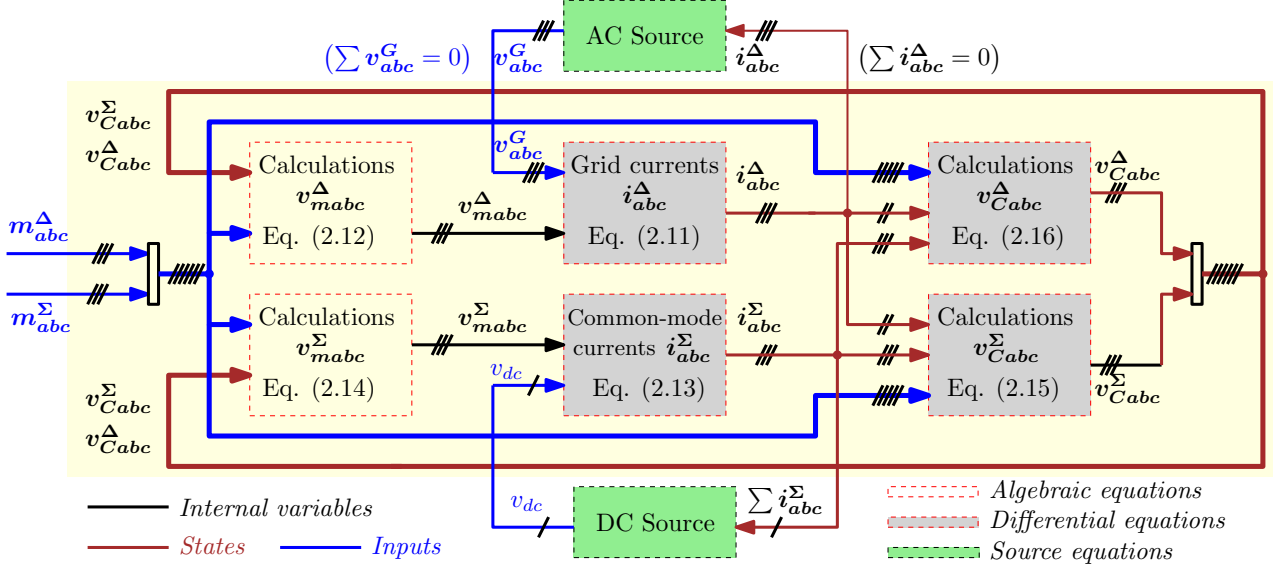 AC Source
(∑ v^G_abc = 0)
v^G_abc
i^Δ_abc
(∑ i^Δ_abc = 0)
v^Σ_Cabc
v^Δ_Cabc
Calculations
v^Δ_mabc
Eq. (2.12)
v^Δ_mabc
v^G_abc
Grid currents
i^Δ_abc
Eq. (2.11)
i^Δ_abc
Calculations
v^Δ_Cabc
Eq. (2.16)
v^Δ_Cabc
m^Δ_abc
m^Σ_abc
Calculations
v^Σ_mabc
Eq. (2.14)
v^Σ_mabc
v_dc
Common-mode
currents i^Σ_abc
Eq. (2.13)
i^Σ_abc
Calculations
v^Σ_Cabc
Eq. (2.15)
v^Σ_Cabc
v^Σ_Cabc
v^Δ_Cabc
v_dc
DC Source
∑ i^Σ_abc
Internal variables
States
Inputs
Algebraic equations
Differential equations
Source equations